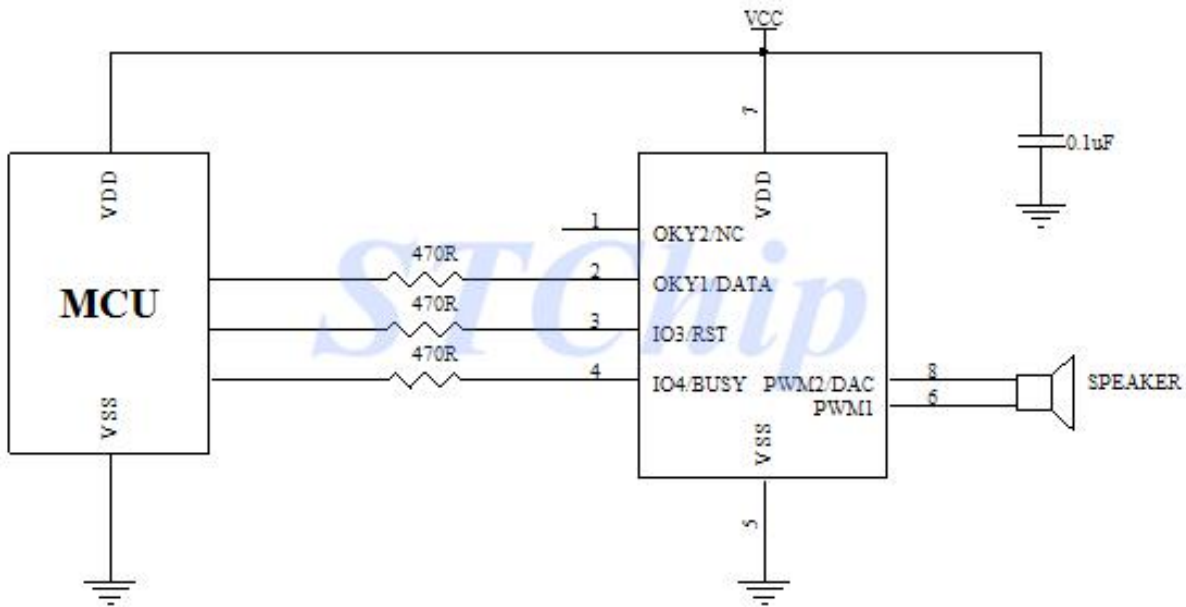 VCC
7
0.1uF
VDD
VDD
1
OKY2/NC
STChip
470R
2
OKY1/DATA
MCU
470R
3
IO3/RST
470R
4
IO4/BUSY
PWM2/DAC
8
SPEAKER
PWM1
6
VSS
VSS
5